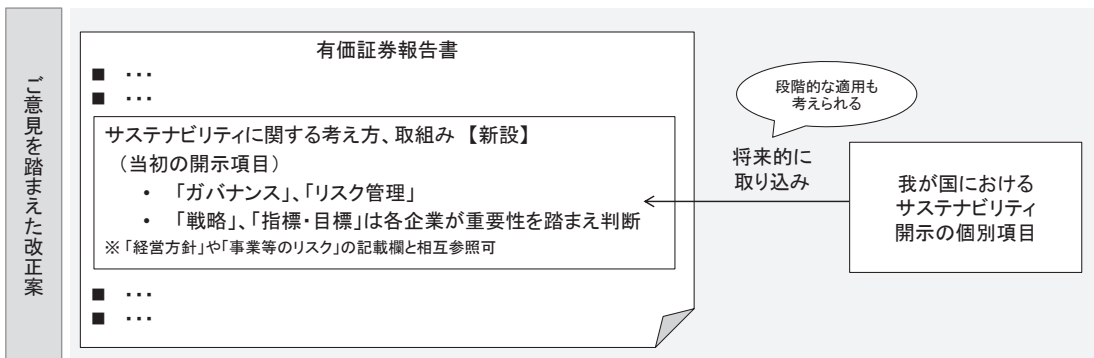 ご意見を踏まえた改正案
有価証券報告書
■ ･･･
■ ･･･
サステナビリティに関する考え方、取組み 【新設】
（当初の開示項目）
・ 「ガバナンス」、「リスク管理」
・ 「戦略」、「指標・目標」は各企業が重要性を踏まえ判断
※「経営方針」や「事業等のリスク」の記載欄と相互参照可
■ ･･･
■ ･･･
段階的な適用も
考えられる
将来的に
取り込み
我が国における
サステナビリティ
開示の個別項目